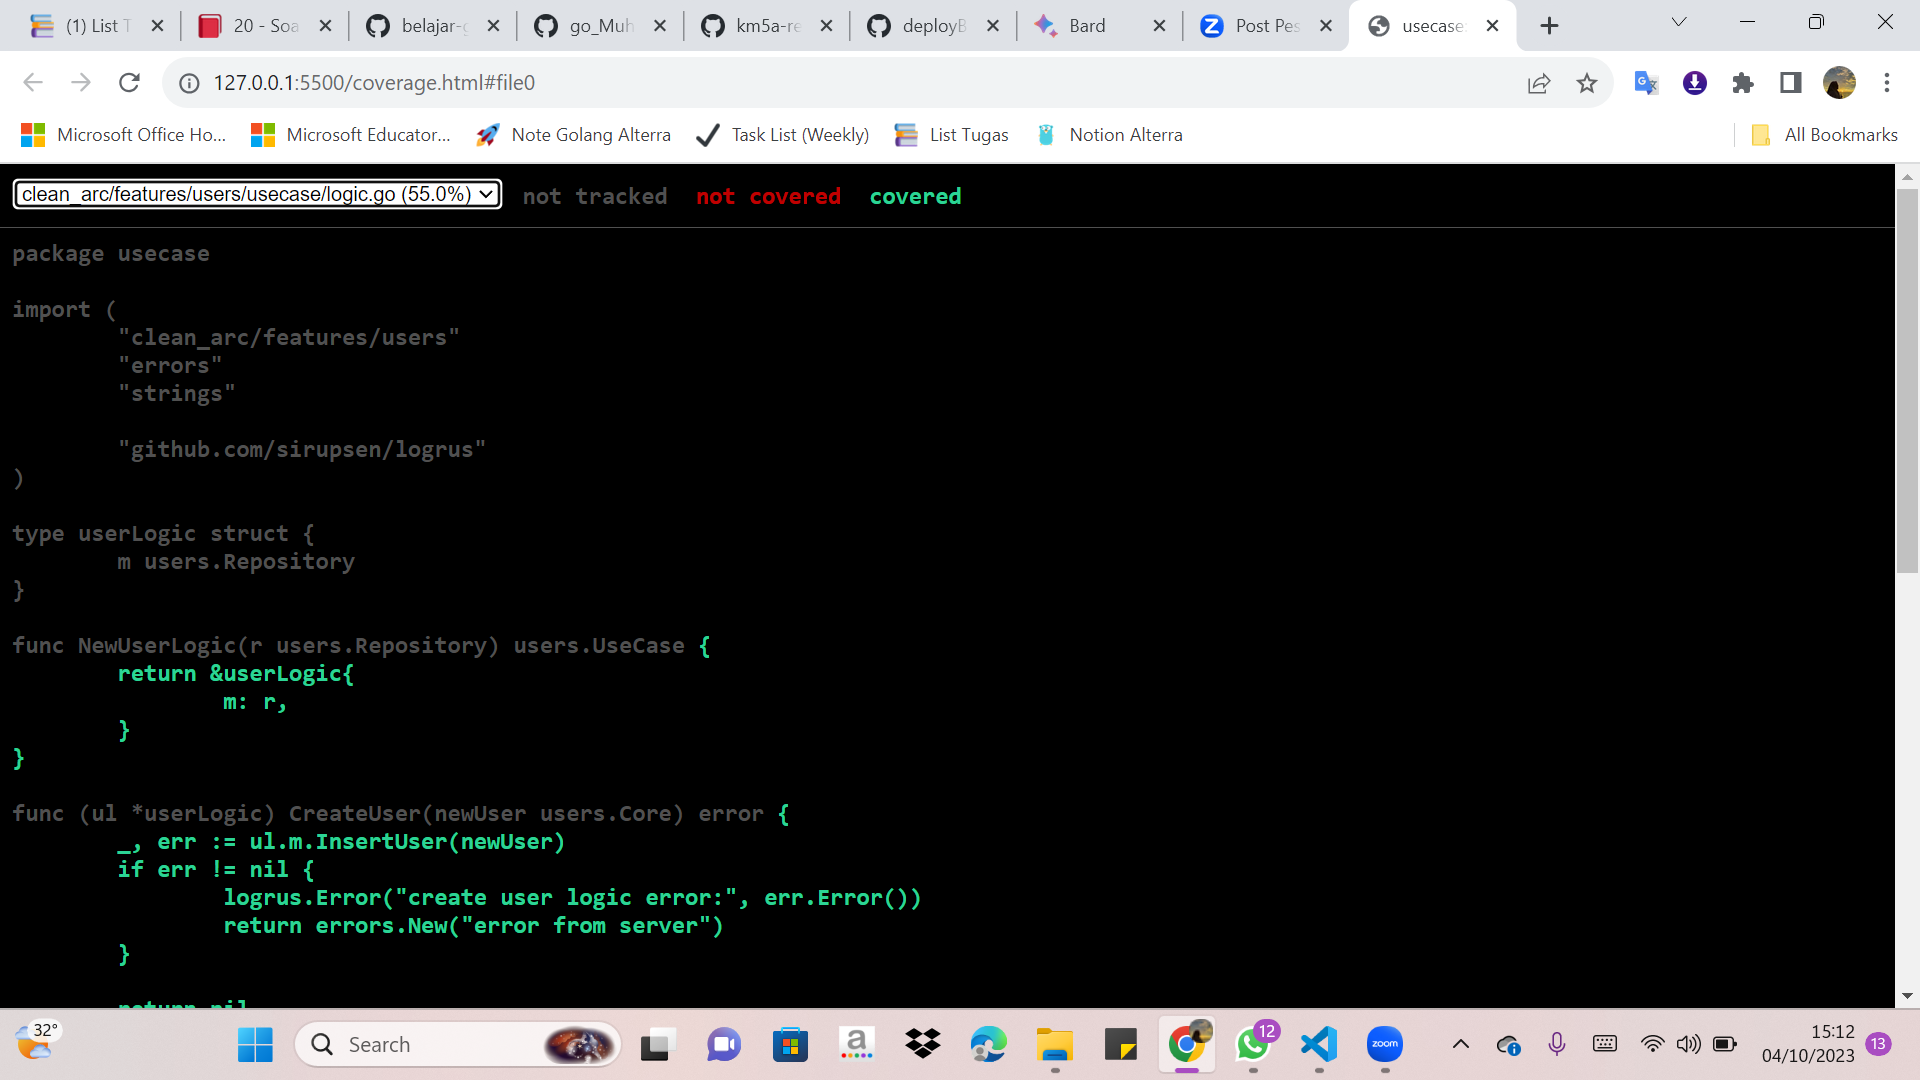 (1) List T
20 - Soa
belajar-g
go_Muh
km5a-re
deployB
Bard
Post Pes
usecase:
127.0.0.1:5500/coverage.html#file0
Microsoft Office Ho...
Microsoft Educator...
Note Golang Alterra
Task List (Weekly)
List Tugas
Notion Alterra
All Bookmarks
clean_arc/features/users/usecase/logic.go (55.0%)
not tracked
not covered
covered
package usecase
import (
"clean_arc/features/users"
"errors"
"strings"
"github.com/sirupsen/logrus"
)
type userLogic struct {
m users.Repository
}
func NewUserLogic(r users.Repository) users.UseCase {
return &userLogic{
m: r,
}
}
func (ul *userLogic) CreateUser(newUser users.Core) error {
_, err := ul.m.InsertUser(newUser)
if err != nil {
logrus.Error("create user logic error:", err.Error())
return errors.New("error from server")
}
return nil
32°
Search
a
12
zoom
15:12
04/10/2023
13